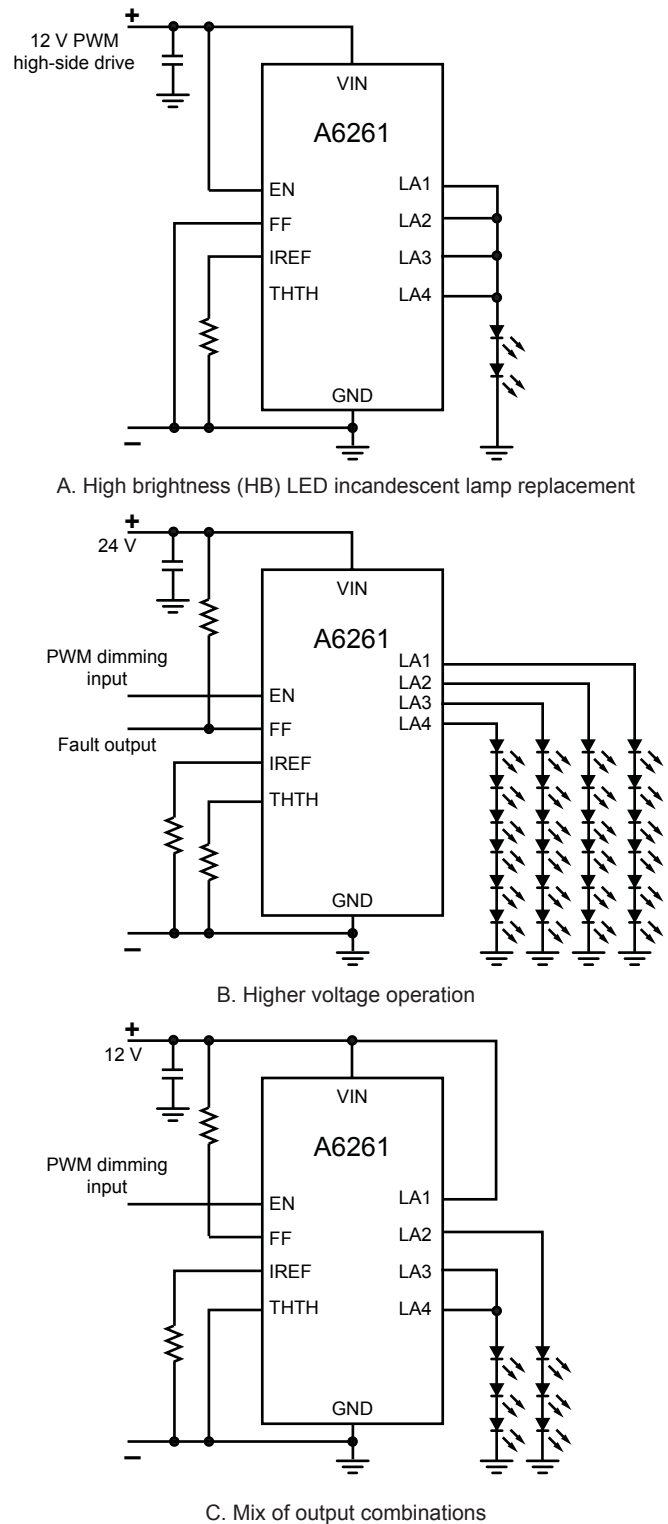 +
12 V PWM
high-side drive
VIN
A6261
EN
FF
IREF
THTH
LA1
LA2
LA3
LA4
GND
–
A. High brightness (HB) LED incandescent lamp replacement
+
24 V
VIN
A6261
PWM dimming
input
EN
Fault output
FF
IREF
THTH
LA1
LA2
LA3
LA4
GND
–
B. Higher voltage operation
+
12 V
VIN
A6261
PWM dimming
input
EN
FF
IREF
THTH
LA1
LA2
LA3
LA4
GND
–
C. Mix of output combinations